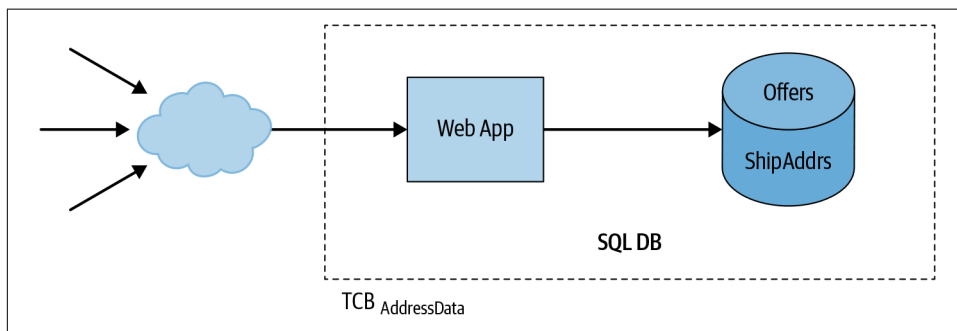 Offers
Web App
ShipAddrs
SQL DB
TCB AddressData